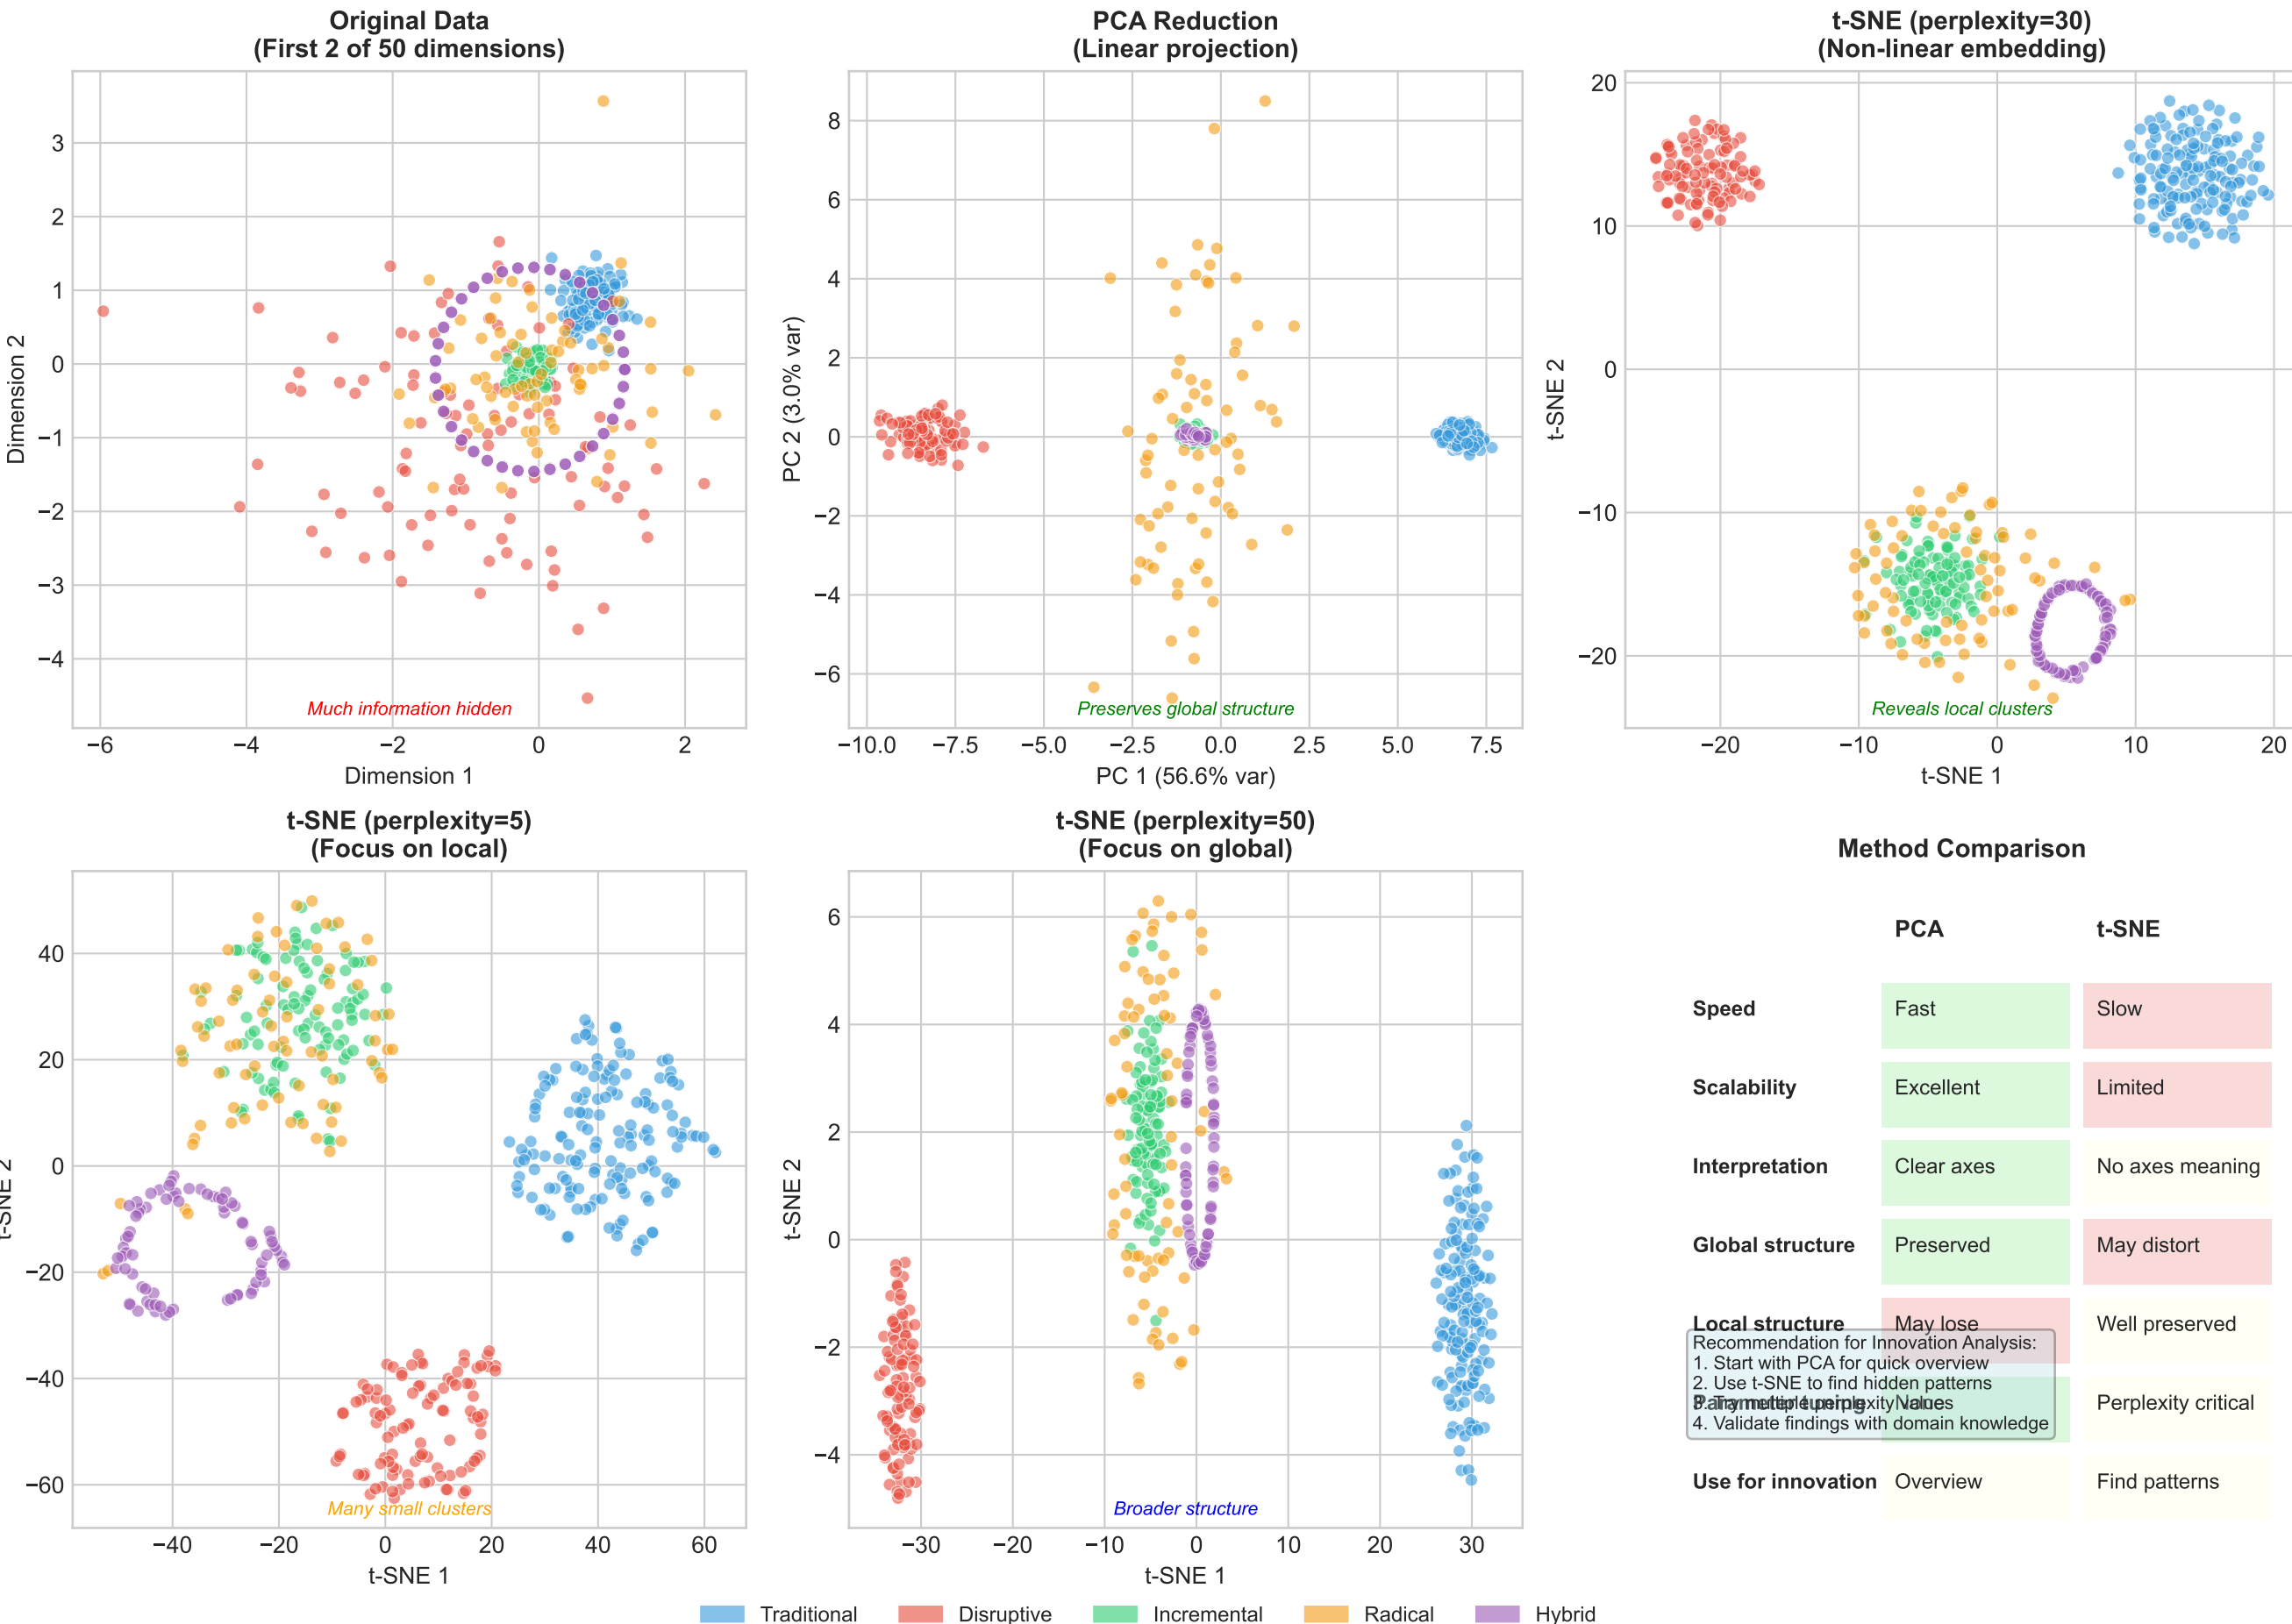 Original Data
(First 2 of 50 dimensions)
3
2
1
0
−1
−2
−3
−4
Dimension 2
Much information hidden
−6
−4
−2
0
2
Dimension 1
PCA Reduction
(Linear projection)
8
6
4
2
0
−2
−4
−6
PC 2 (3.0% var)
Preserves global structure
−10.0
−7.5
−5.0
−2.5
0.0
2.5
5.0
7.5
PC 1 (56.6% var)
t-SNE (perplexity=30)
(Non-linear embedding)
20
10
0
−10
−20
t-SNE 2
Reveals local clusters
−20
−10
0
10
20
t-SNE 1
t-SNE (perplexity=5)
(Focus on local)
40
20
0
−20
−40
−60
t-SNE 2
Many small clusters
−40
−20
0
20
40
60
t-SNE 1
t-SNE (perplexity=50)
(Focus on global)
6
4
2
0
−2
−4
t-SNE 2
Broader structure
−30
−20
−10
0
10
20
30
t-SNE 1
Method Comparison
PCA t-SNE
Speed Fast Slow
Scalability Excellent Limited
Interpretation Clear axes No axes meaning
Global structure Preserved May distort
Local structure May lose Well preserved
Recommendation for Innovation Analysis:
1. Start with PCA for quick overview
2. Use t-SNE to find hidden patterns
3. Try multiple perplexity values
Parameter tuning None Perplexity critical
4. Validate findings with domain knowledge
Use for innovation Overview Find patterns
Traditional Disruptive Incremental Radical Hybrid